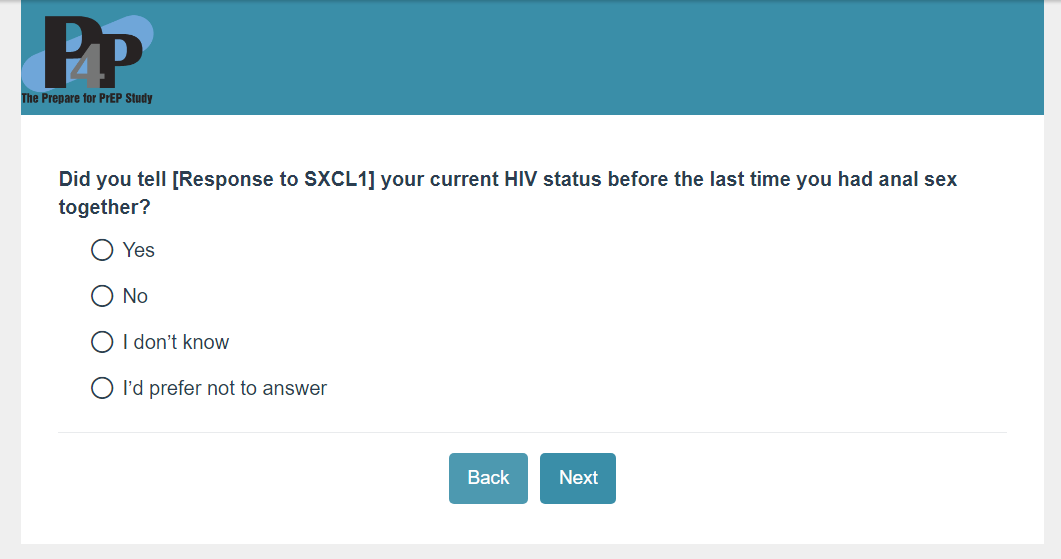 P4P
The Prepare for PrEP Study
Did you tell [Response to SXCL1] your current HIV status before the last time you had anal sex
together?
Yes
No
I don’t know
I’d prefer not to answer
Back Next